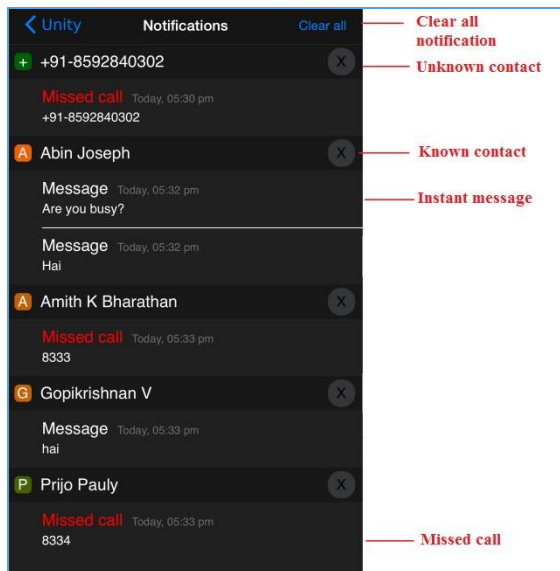 Unity Notifications Clear all
Clear all
notification
+ +91-8592840302 X
Unknown contact
Missed call Today, 05:30 pm
+91-8592840302
A Abin Joseph X
Known contact
Message Today, 05:32 pm
Instant message
Are you busy?
Message Today, 05:32 pm
Hai
A Amith K Bharathan X
Missed call Today, 05:33 pm
8333
G Gopikrishnan V X
Message Today, 05:33 pm
hai
P Prijo Pauly X
Missed call Today, 05:33 pm
8334
Missed call